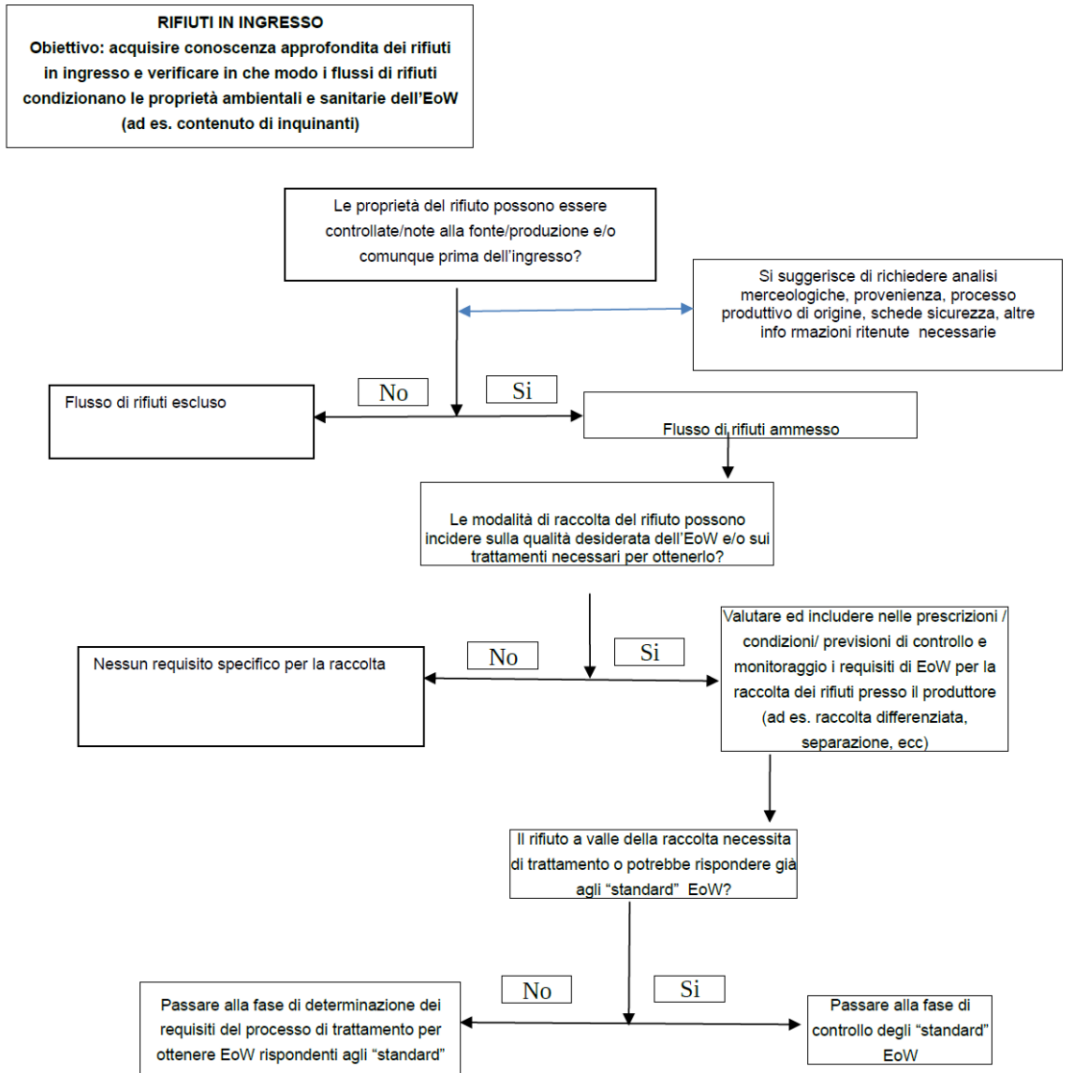 RIFIUTI IN INGRESSO
Obiettivo: acquisire conoscenza approfondita dei rifiuti
in ingresso e verificare in che modo i flussi di rifiuti
condizionano le proprietà ambientali e sanitarie dell’EoW
(ad es. contenuto di inquinanti)
Le proprietà del rifiuto possono essere
controllate/note alla fonte/produzione e/o
comunque prima dell’ingresso?
Si suggerisce di richiedere analisi
merceologiche, provenienza, processo
produttivo di origine, schede sicurezza, altre
info rmazioni ritenute necessarie
No
Si
Flusso di rifiuti escluso
Flusso di rifiuti ammesso
Le modalità di raccolta del rifiuto possono
incidere sulla qualità desiderata dell’EoW e/o sui
trattamenti necessari per ottenerlo?
No
Si
Nessun requisito specifico per la raccolta
Valutare ed includere nelle prescrizioni /
condizioni/ previsioni di controllo e
monitoraggio i requisiti di EoW per la
raccolta dei rifiuti presso il produttore
(ad es. raccolta differenziata,
separazione, ecc)
Il rifiuto a valle della raccolta necessita
di trattamento o potrebbe rispondere già
agli “standard” EoW?
No
Si
Passare alla fase di determinazione dei
requisiti del processo di trattamento per
ottenere EoW rispondenti agli “standard”
Passare alla fase di
controllo degli “standard”
EoW